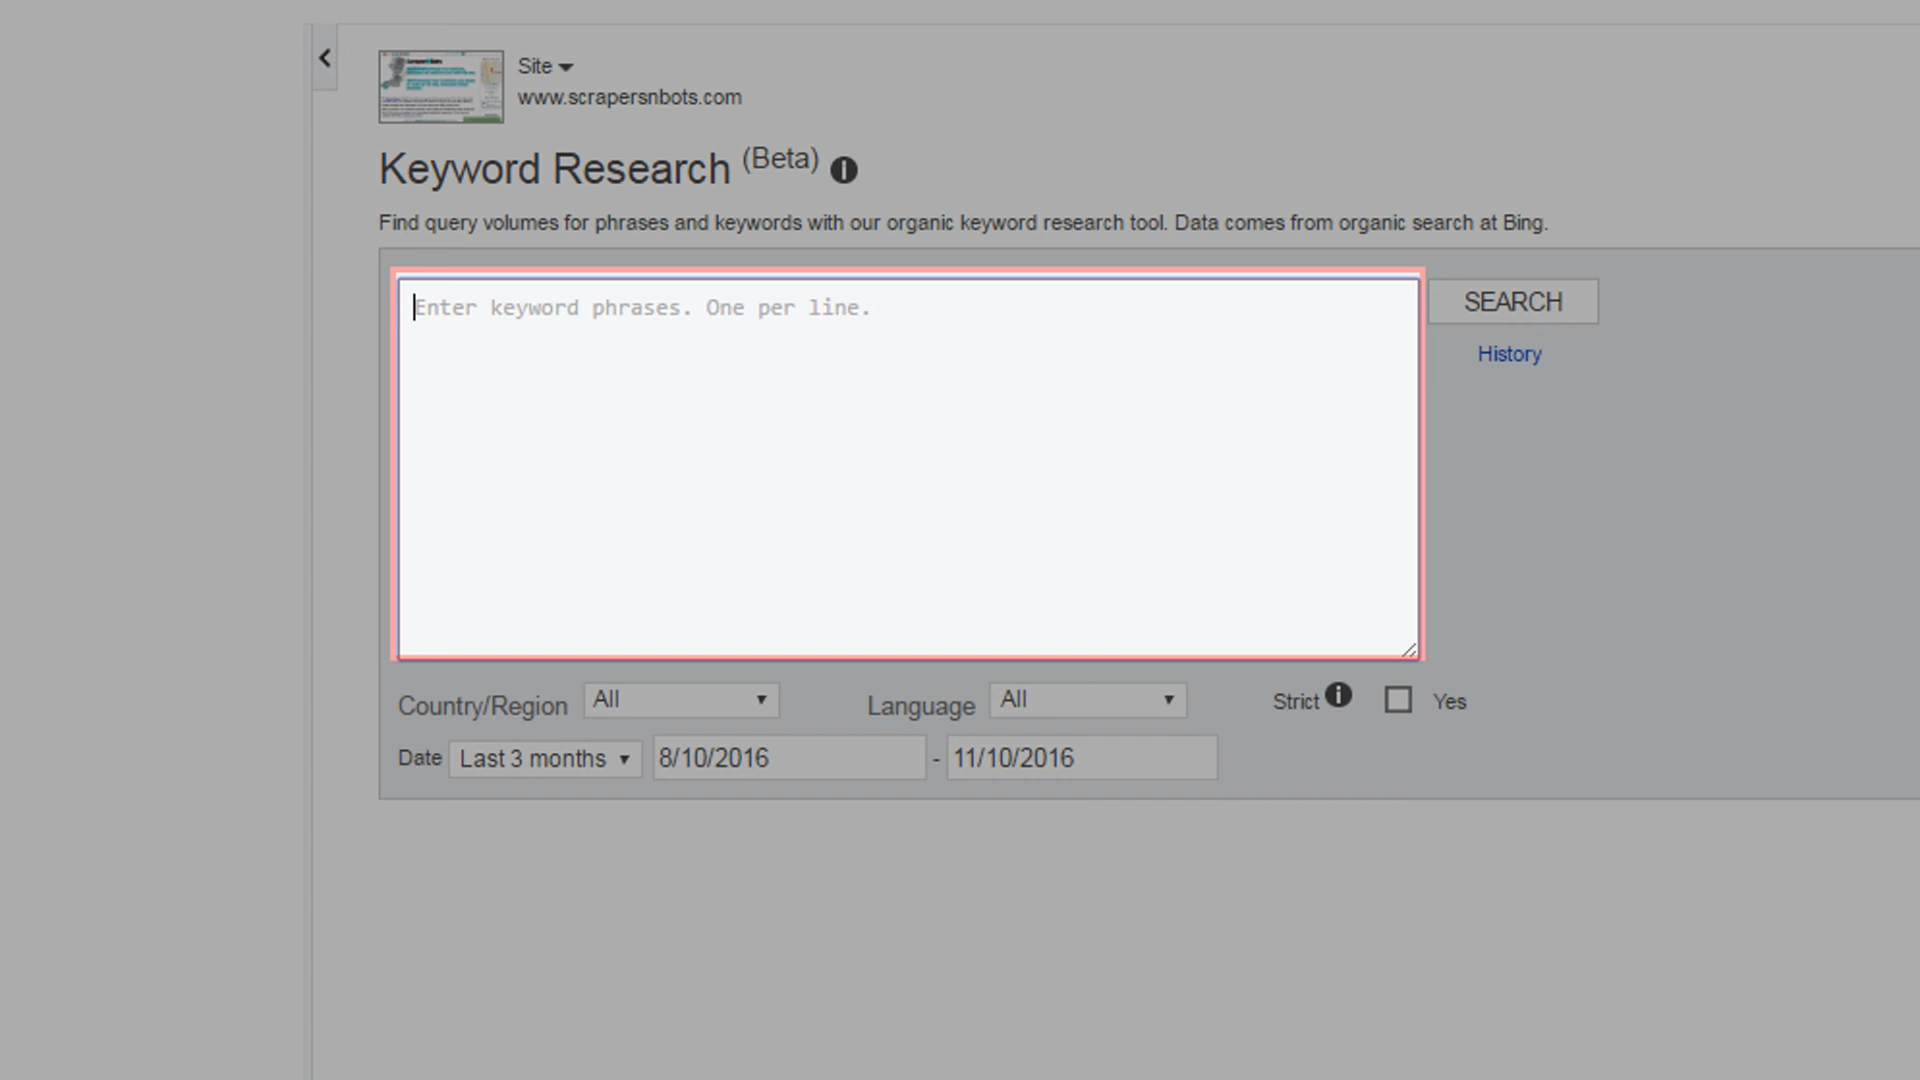 Site
www.scrapersnbots.com
Keyword Research (Beta)
Find query volumes for phrases and keywords with our organic keyword research tool. Data comes from organic search at Bing.
Enter keyword phrases. One per line.
SEARCH
History
Country/Region All Language All Strict Yes
Date Last 3 months 8/10/2016 - 11/10/2016